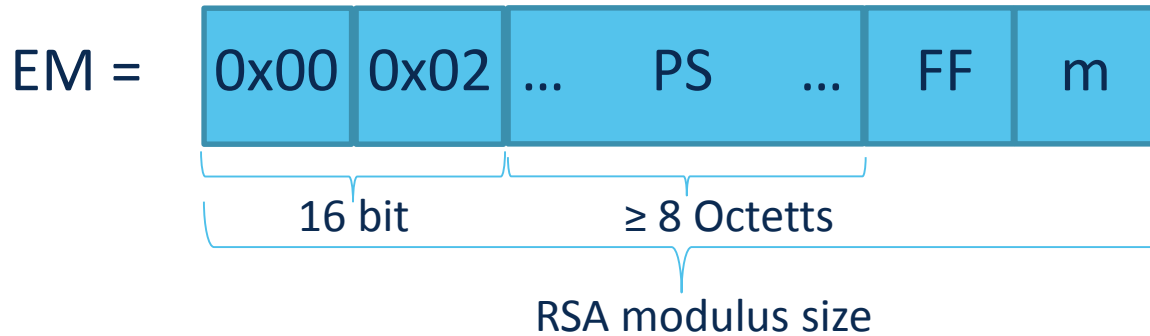 EM = 0x00 0x02 ... PS ... FF m
16 bit ≥ 8 Octetts
RSA modulus size